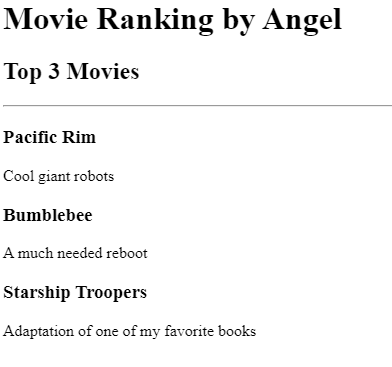 Movie Ranking by Angel
Top 3 Movies
Pacific Rim
Cool giant robots
Bumblebee
A much needed reboot
Starship Troopers
Adaptation of one of my favorite books